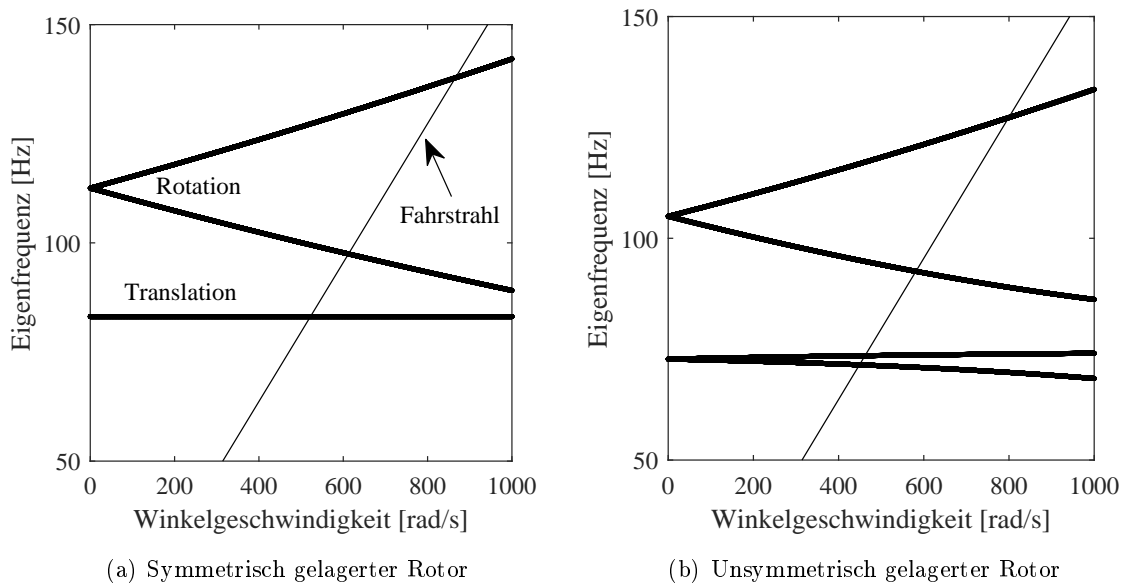 150
100
50
Eigenfrequenz [Hz]
Rotation
Translation
Fahrstrahl
0 200 400 600 800 1000
Winkelgeschwindigkeit [rad/s]
(a) Symmetrisch gelagerter Rotor
150
100
50
Eigenfrequenz [Hz]
0 200 400 600 800 1000
Winkelgeschwindigkeit [rad/s]
(b) Unsymmetrisch gelagerter Rotor